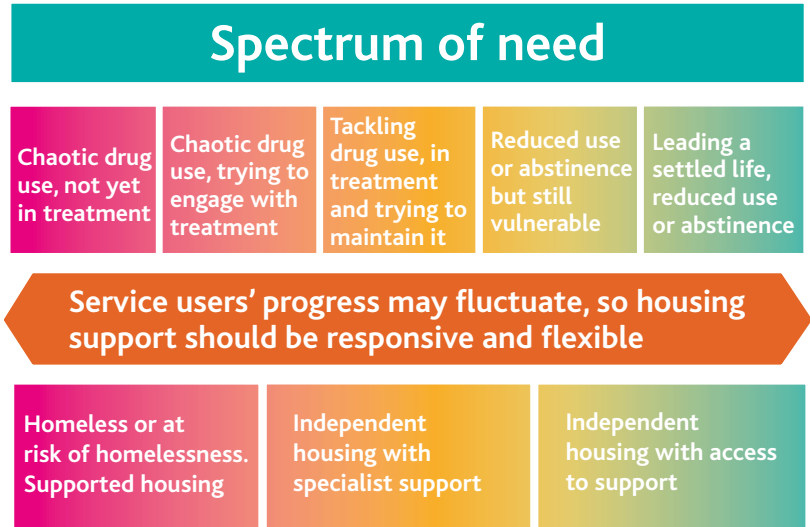 Spectrum of need
Chaotic drug
use, not yet
in treatment
Chaotic drug
use, trying to
engage with
treatment
Tackling
drug use, in
treatment
and trying to
maintain it
Reduced use
or abstinence
but still
vulnerable
Leading a
settled life,
reduced use
or abstinence
Service users’ progress may fluctuate, so housing
support should be responsive and flexible
Homeless or at
risk of homelessness.
Supported housing
Independent
housing with
specialist support
Independent
housing with access
to support